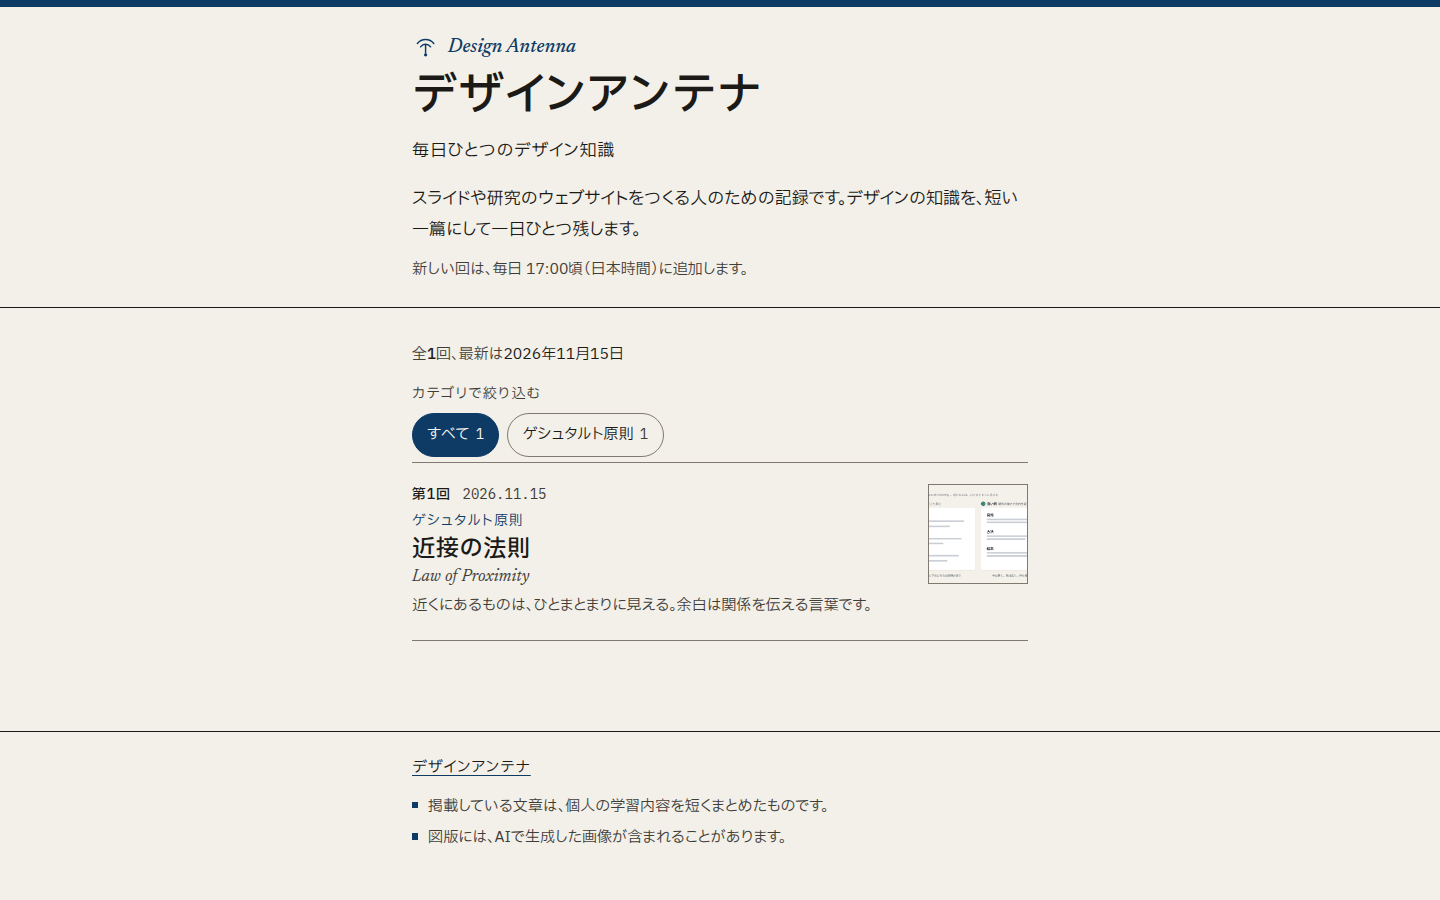 Design Antenna
デザインアンテナ
毎日ひとつのデザイン知識
スライドや研究のウェブサイトをつくる人のための記録です。デザインの知識を、短い
一篇にして一日ひとつ残します。
新しい回は、毎日 17:00頃（日本時間）に追加します。
全1回、最新は2026年11月15日
カテゴリで絞り込む
すべて 1
ゲシュタルト原則 1
第1回 2026.11.15
ゲシュタルト原則
近接の法則
Law of Proximity
近くにあるものは、ひとまとまりに見える。余白は関係を伝える言葉です。
デザインアンテナ
掲載している文章は、個人の学習内容を短くまとめたものです。
図版には、AIで生成した画像が含まれることがあります。